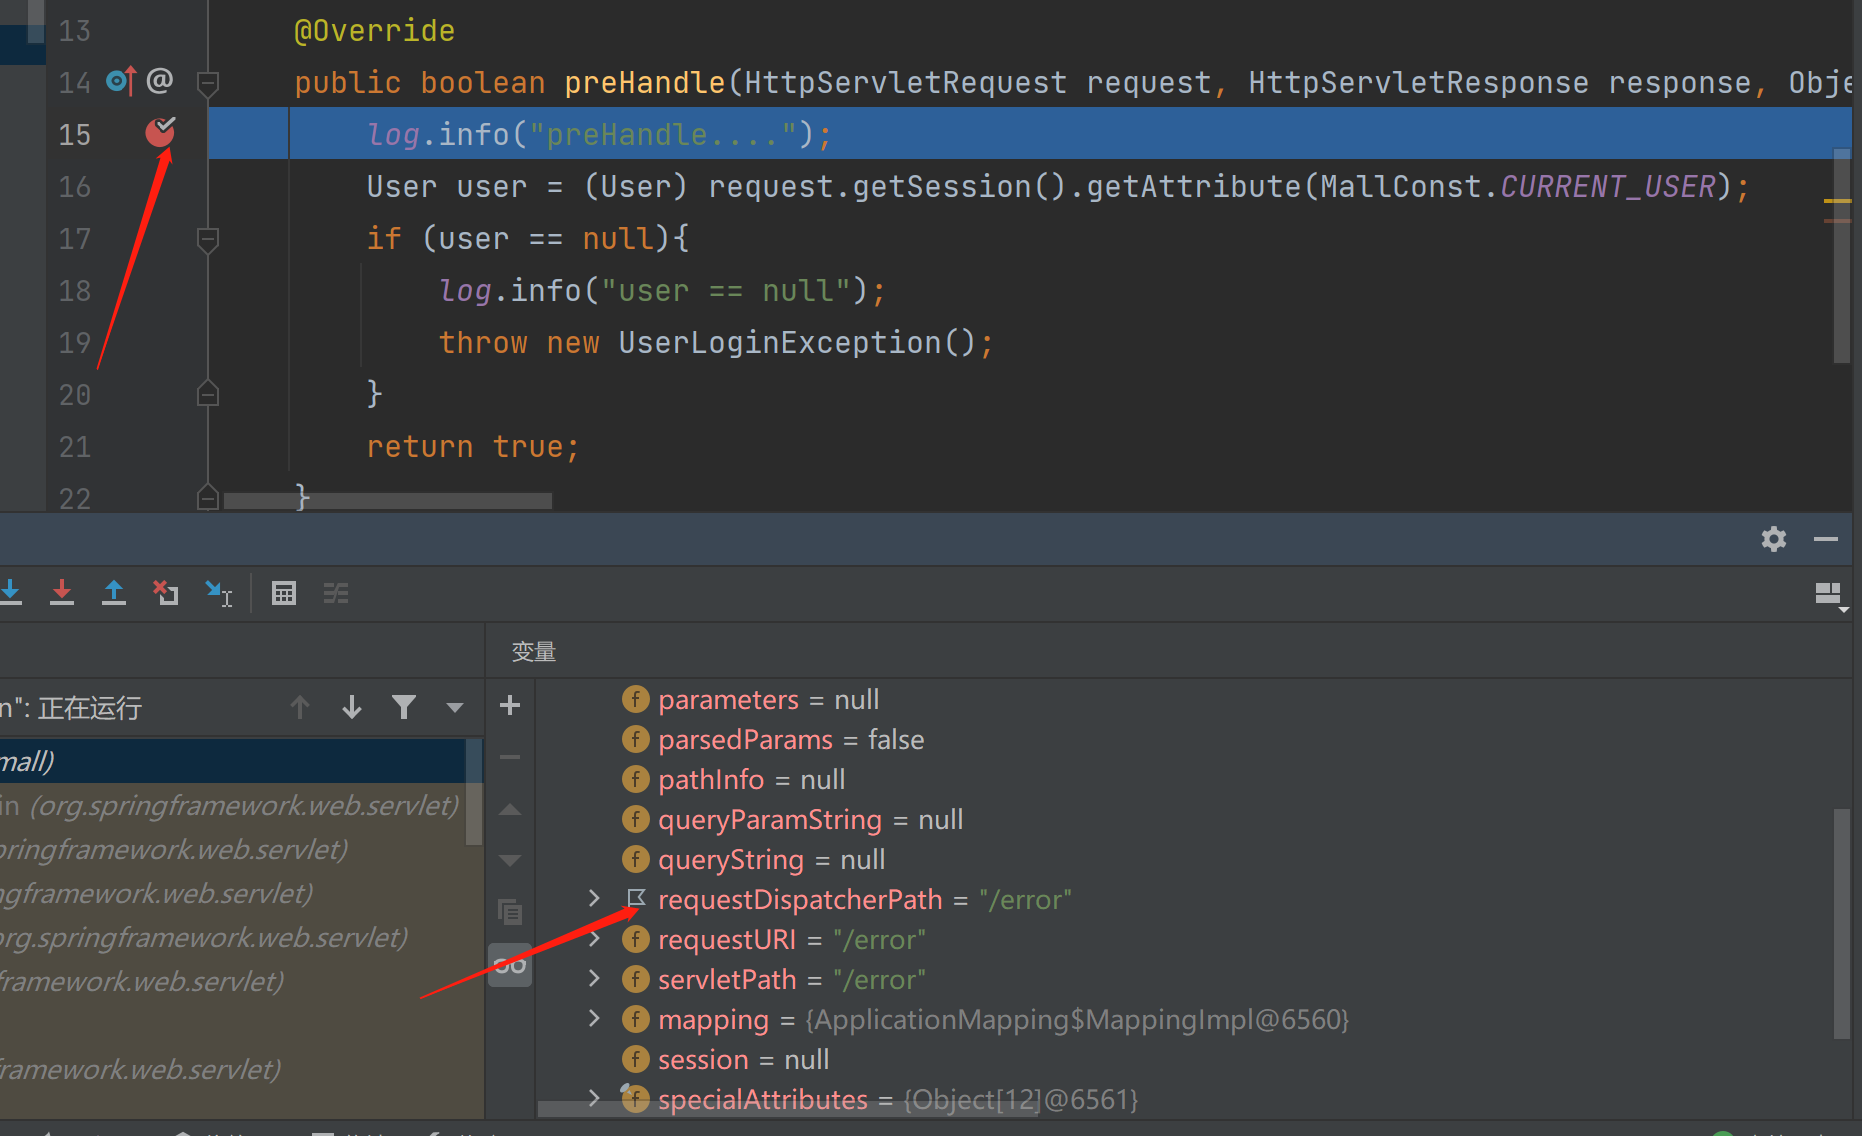 13 @Override
14 @ public boolean preHandle(HttpServletRequest request, HttpServletResponse response, Obje
15 log.info("preHandle....");
16 User user = (User) request.getSession().getAttribute(MallConst.CURRENT_USER);
17 if (user == null){
18 log.info("user == null");
19 throw new UserLoginException();
20 }
21 return true;
22 }
变量
n": 正在运行
mall)
in (org.springframework.web.servlet)
pringframework.web.servlet)
ngframework.web.servlet)
org.springframework.web.servlet)
framework.web.servlet)
framework.web.servlet)
parameters = null
parsedParams = false
pathInfo = null
queryParamString = null
queryString = null
requestDispatcherPath = "/error"
requestURI = "/error"
servletPath = "/error"
mapping = {ApplicationMapping$MappingImpl@6560}
session = null
specialAttributes = {Object[12]@6561}